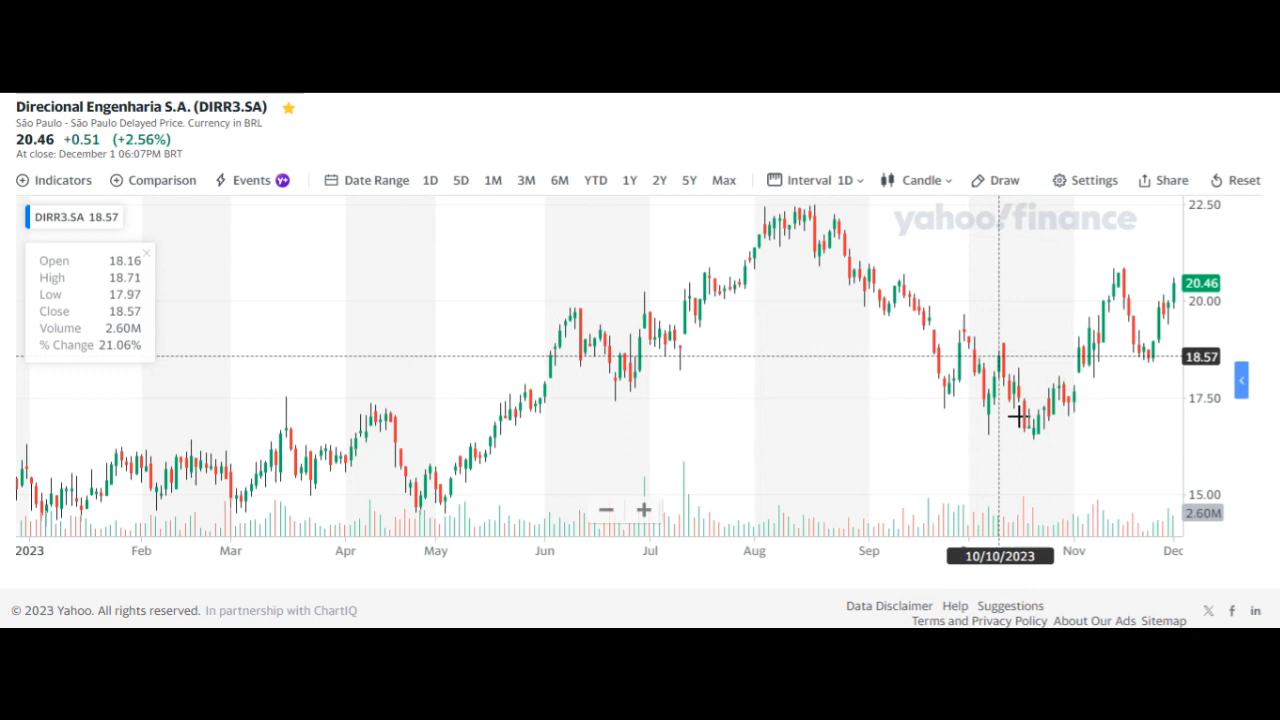 Direcional Engenharia S.A. (DIRR3.SA)
São Paulo - São Paulo Delayed Price. Currency in BRL
20.46 +0.51 (+2.56%)
At close: December 1 06:07PM BRT
Indicators Comparison Events Y+ Date Range 1D 5D 1M 3M 6M YTD 1Y 2Y 5Y Max Interval 1D Candle Draw Settings Share Reset
DIRR3.SA 18.57
yahoo!finance
Open 18.16
High 18.71
Low 17.97
Close 18.57
Volume 2.60M
% Change 21.06%
22.50
20.46
20.00
18.57
17.50
15.00
2.60M
2023 Feb Mar Apr May Jun Jul Aug Sep Nov Dec
10/10/2023
© 2023 Yahoo. All rights reserved. In partnership with ChartIQ
Data Disclaimer Help Suggestions
Terms and Privacy Policy About Our Ads Sitemap